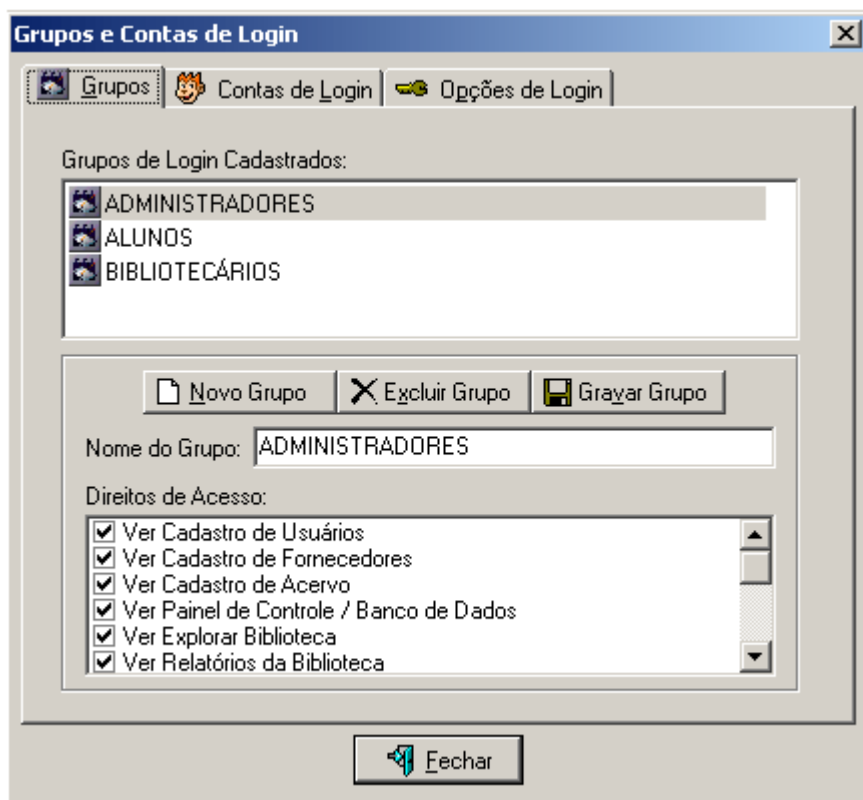 Grupos e Contas de Login
Grupos Contas de Login Opções de Login
Grupos de Login Cadastrados:
ADMINISTRADORES
ALUNOS
BIBLIOTECÁRIOS
Novo Grupo Excluir Grupo Gravar Grupo
Nome do Grupo: ADMINISTRADORES
Direitos de Acesso:
Ver Cadastro de Usuários
Ver Cadastro de Fornecedores
Ver Cadastro de Acervo
Ver Painel de Controle / Banco de Dados
Ver Explorar Biblioteca
Ver Relatórios da Biblioteca
Fechar